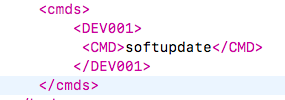 <cmds>
<DEV001>
<CMD>softupdate</CMD>
</DEV001>
</cmds>